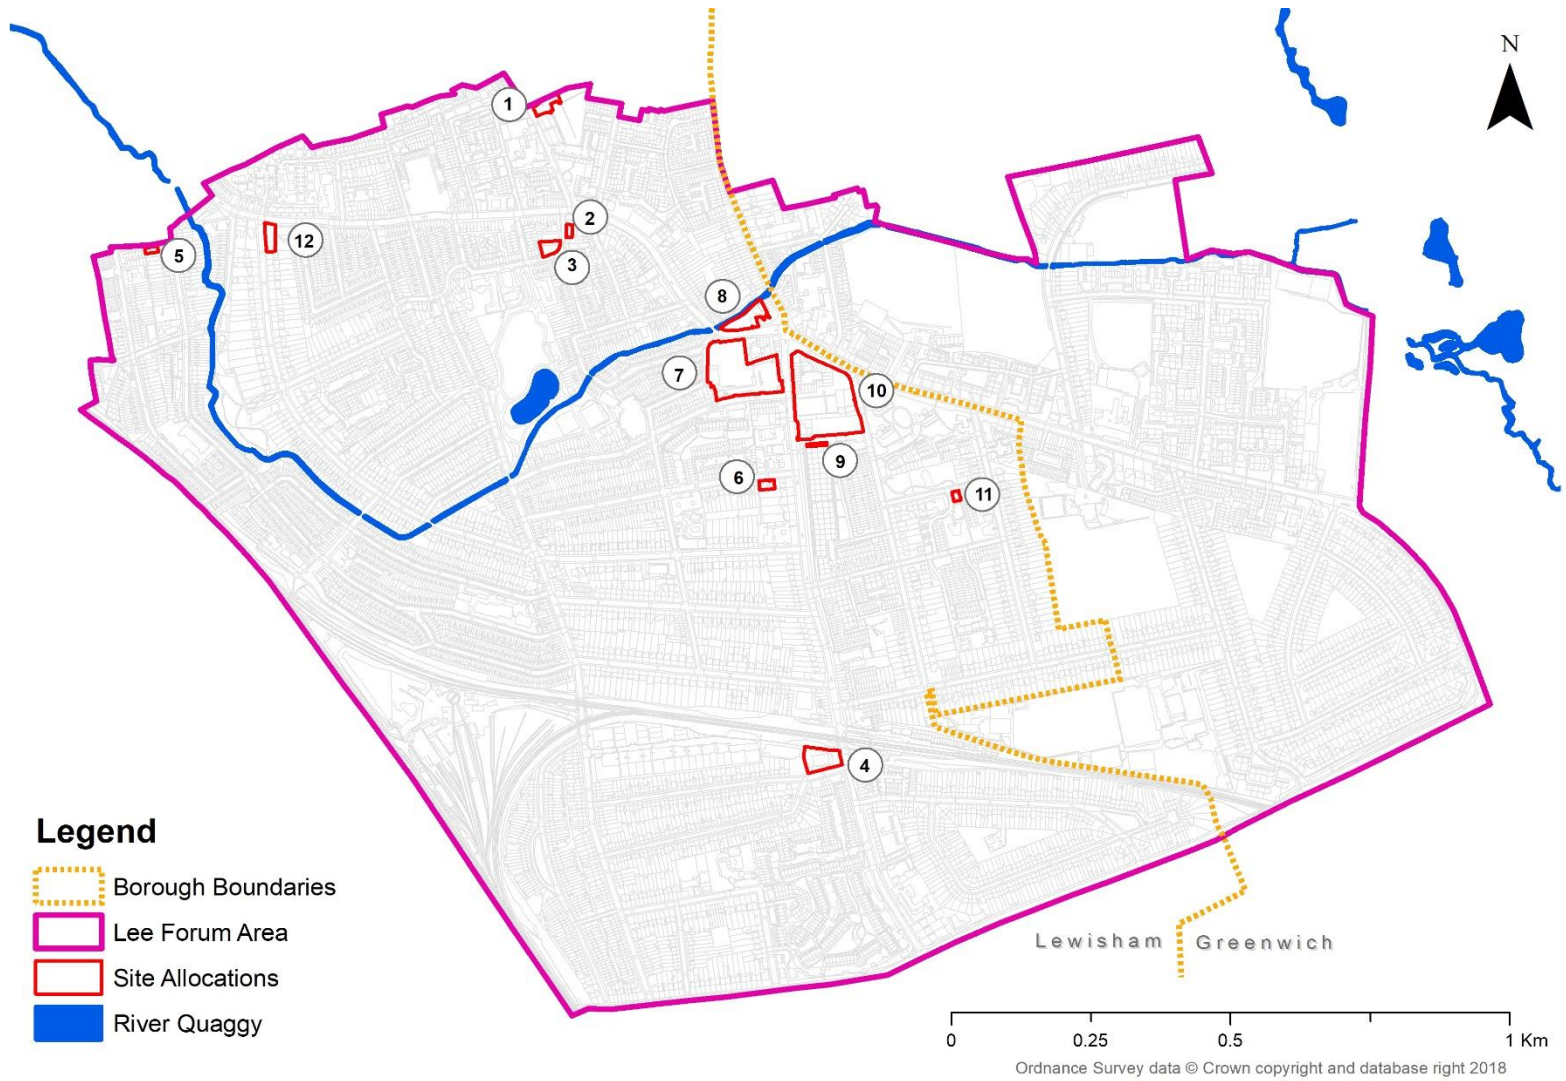 N
1
2
12
3
5
8
7
10
9
6
11
4
Legend
Borough Boundaries
Lee Forum Area
Site Allocations
River Quaggy
Lewisham Greenwich
0 0.25 0.5 1 Km
Ordnance Survey data © Crown copyright and database right 2018